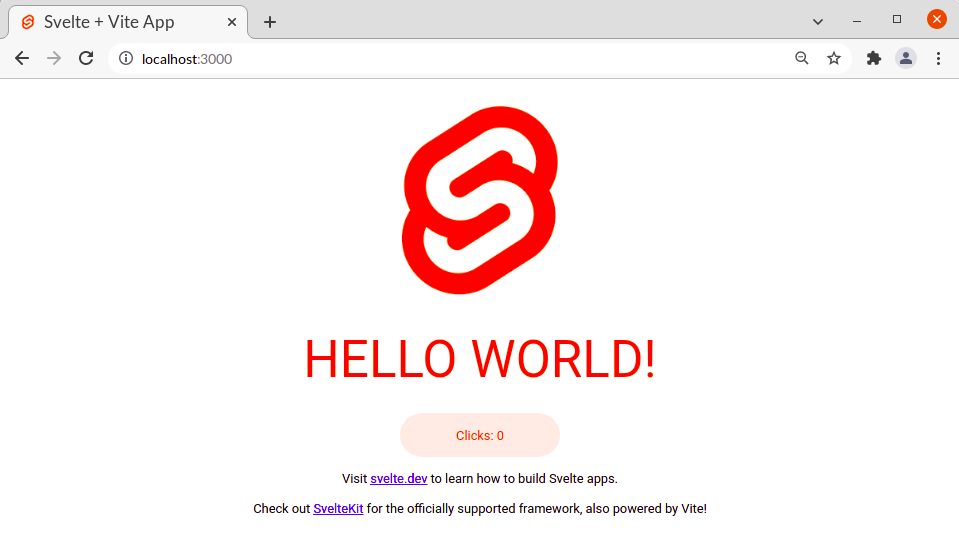 Svelte + Vite App
localhost:3000
HELLO WORLD!
Clicks: 0
Visit svelte.dev to learn how to build Svelte apps.
Check out SvelteKit for the officially supported framework, also powered by Vite!